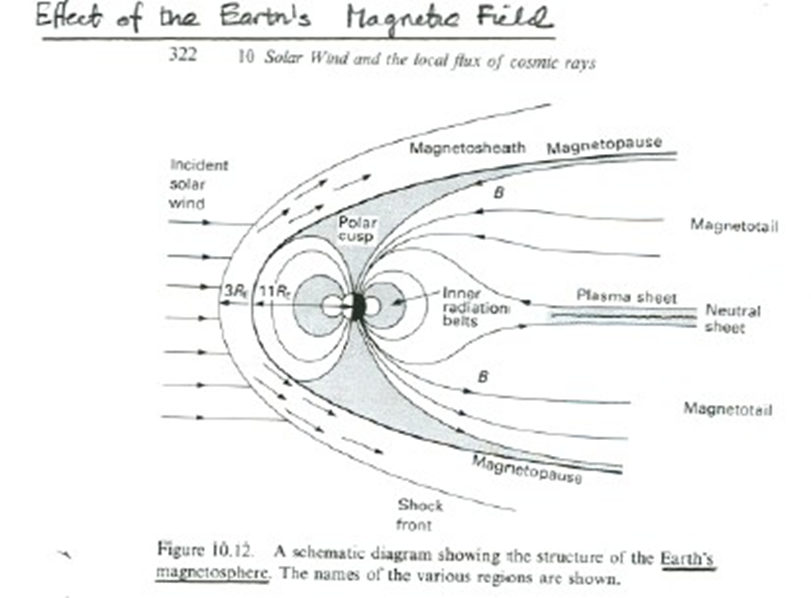 Effect of the Earth's Magnetic Field
322 10 Solar Wind and the local flux of cosmic rays
Magnetosheath Magnetopause
Incident
solar
wind
B
Polar
cusp
Magnetotail
3RE 11RE
Inner
radiation
belts
Plasma sheet
Neutral
sheet
B
Magnetotail
Magnetopause
Shock
front
Figure 10.12. A schematic diagram showing the structure of the Earth's
magnetosphere. The names of the various regions are shown.